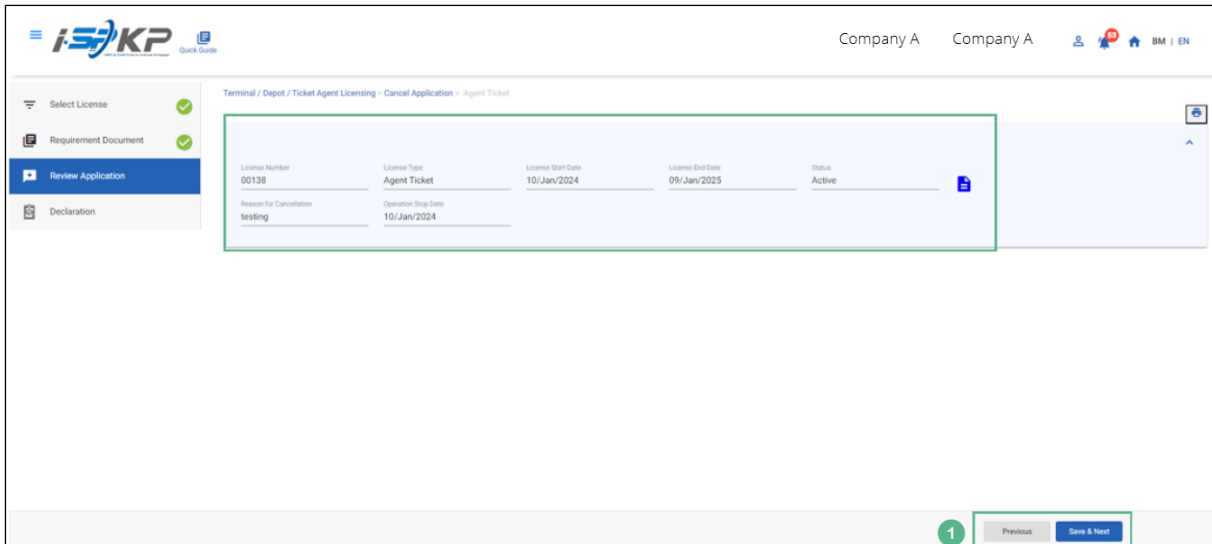 i-SPKP
Quick Guide
Company A Company A
53
BM | EN
Select License
Requirement Document
Review Application
Declaration
Terminal / Depot / Ticket Agent Licensing > Cancel Application > Agent Ticket
License Number License Type License Start Date License End Date Status
00138 Agent Ticket 10/Jan/2024 09/Jan/2025 Active
Reason for Cancellation Operation Stop Date
testing 10/Jan/2024
1 Previous Save & Next